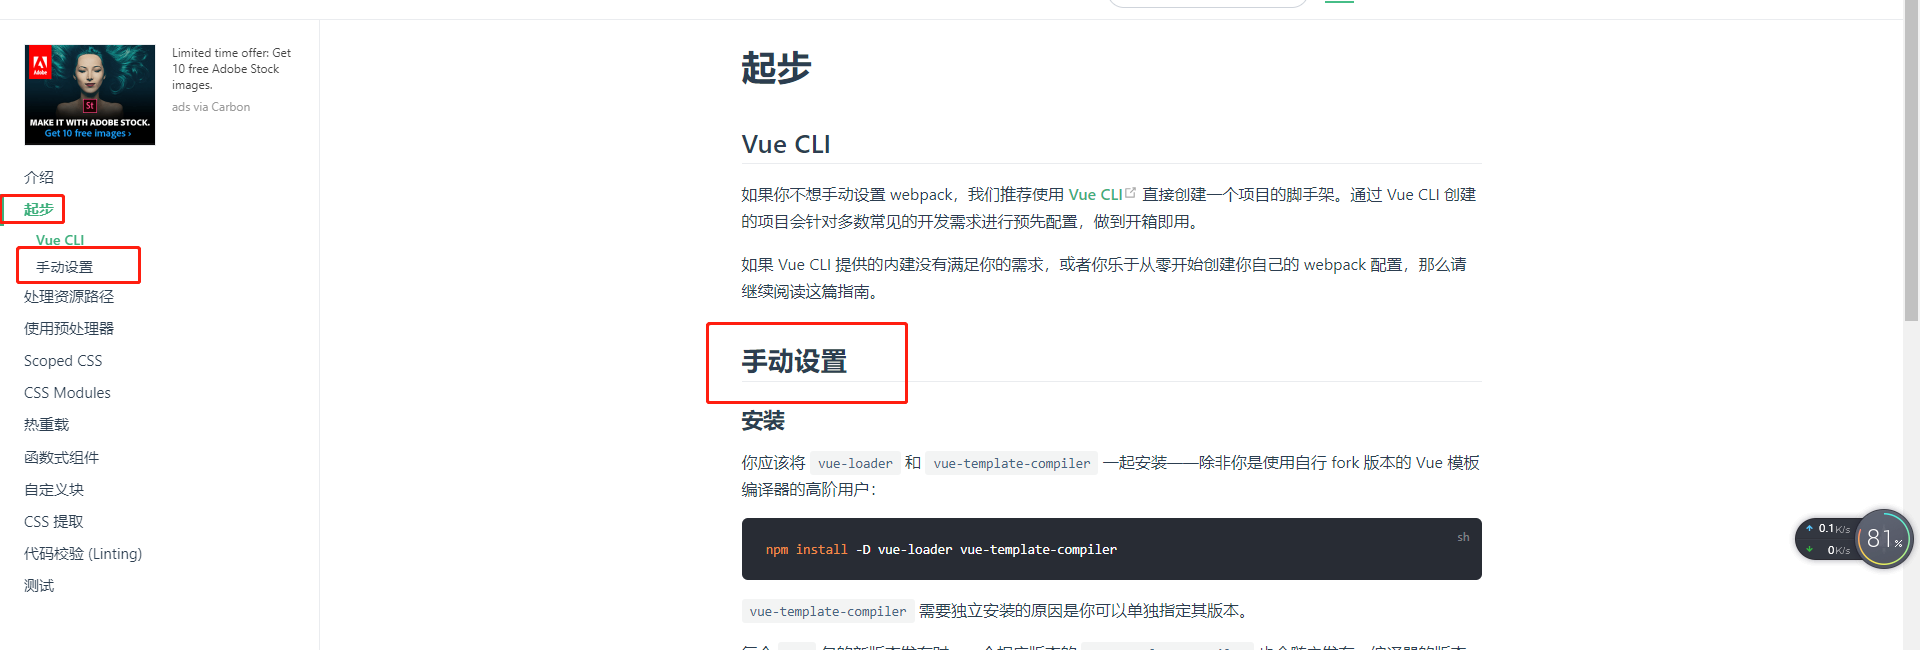 Limited time offer: Get
10 free Adobe Stock
images.
ads via Carbon
Adobe
St
MAKE IT WITH ADOBE STOCK.
Get 10 free images ›
介绍
起步
Vue CLI
手动设置
处理资源路径
使用预处理器
Scoped CSS
CSS Modules
热重载
函数式组件
自定义块
CSS 提取
代码校验 (Linting)
测试
起步
Vue CLI
如果你不想手动设置 webpack，我们推荐使用 Vue CLI 直接创建一个项目的脚手架。通过 Vue CLI 创建
的项目会针对多数常见的开发需求进行预先配置，做到开箱即用。
如果 Vue CLI 提供的内建没有满足你的需求，或者你乐于从零开始创建你自己的 webpack 配置，那么请
继续阅读这篇指南。
手动设置
安装
你应该将 vue-loader 和 vue-template-compiler 一起安装——除非你是使用自行 fork 版本的 Vue 模板
编译器的高阶用户：
sh
npm install -D vue-loader vue-template-compiler
vue-template-compiler 需要独立安装的原因是你可以单独指定其版本。
0.1K/s
0K/s
81%